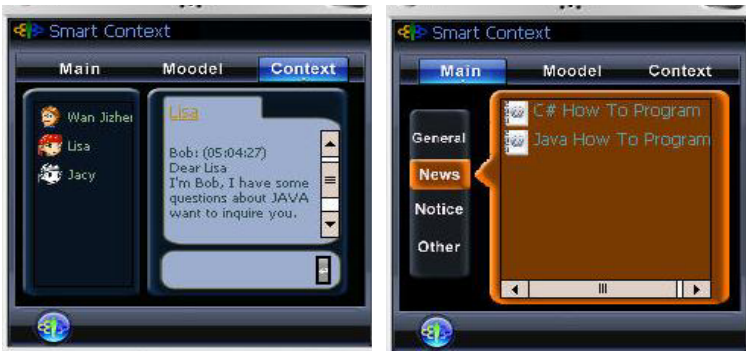 Smart Context
Main Moodel Context
Wan Jizher
Lisa
Jacy
Lisa
Bob: (05:04:27)
Dear Lisa
I'm Bob, I have some
questions about JAVA
want to inquire you.
Smart Context
Main Moodel Context
General
News
Notice
Other
C# How To Program
Java How To Program